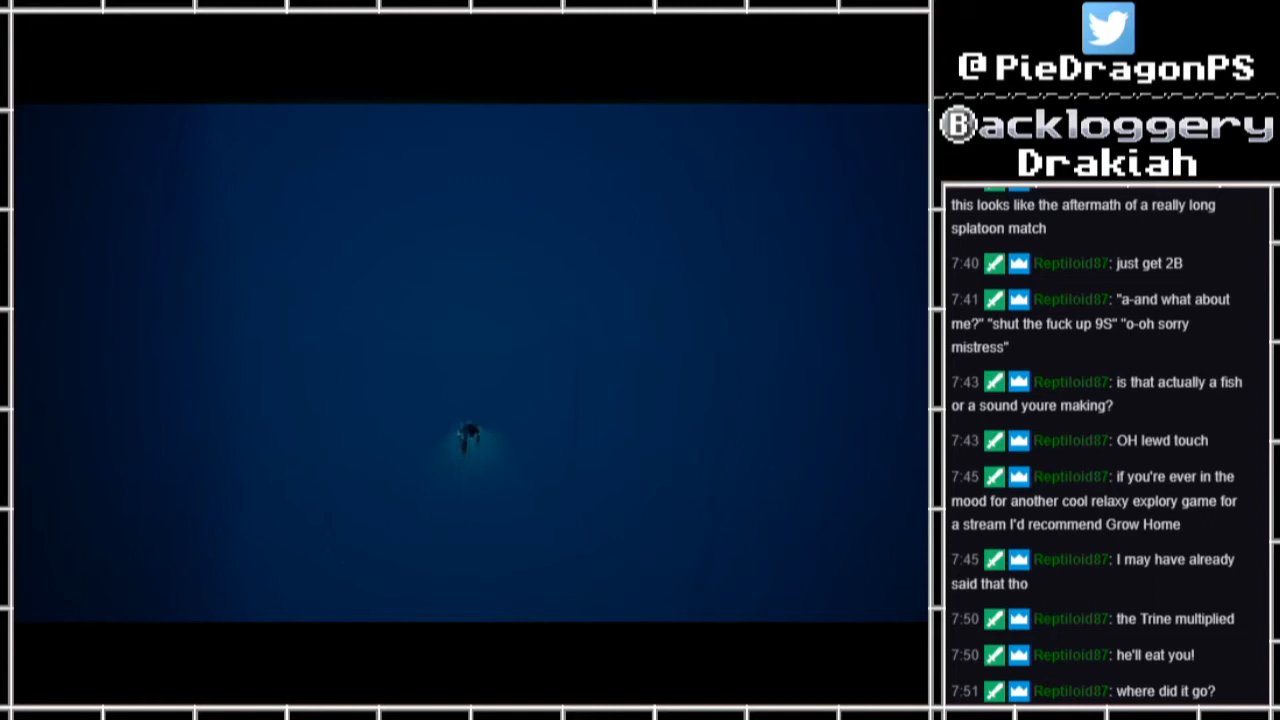 @PieDragonPS
Backloggery
Drakiah
this looks like the aftermath of a really long
splatoon match
7:40 Reptiloid87: just get 2B
7:41 Reptiloid87: "a-and what about
me?" "shut the fuck up 9S" "o-oh sorry
mistress"
7:43 Reptiloid87: is that actually a fish
or a sound youre making?
7:43 Reptiloid87: OH lewd touch
7:45 Reptiloid87: if you're ever in the
mood for another cool relaxy explory game for
a stream I'd recommend Grow Home
7:45 Reptiloid87: I may have already
said that tho
7:50 Reptiloid87: the Trine multiplied
7:50 Reptiloid87: he'll eat you!
7:51 Reptiloid87: where did it go?